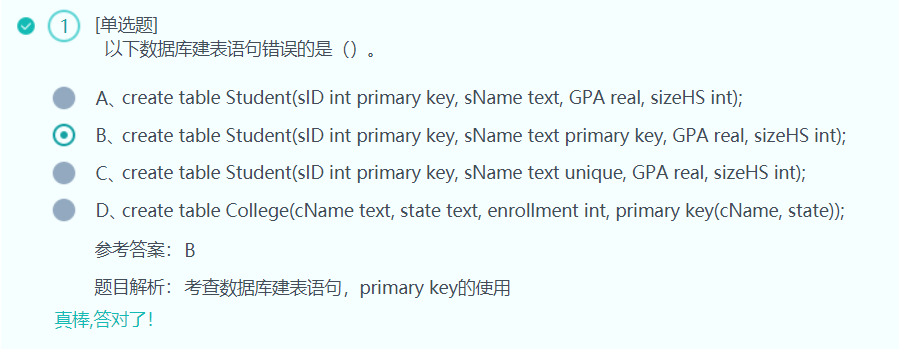 1 [单选题]
以下数据库建表语句错误的是（）。
A、create table Student(sID int primary key, sName text, GPA real, sizeHS int);
B、create table Student(sID int primary key, sName text primary key, GPA real, sizeHS int);
C、create table Student(sID int primary key, sName text unique, GPA real, sizeHS int);
D、create table College(cName text, state text, enrollment int, primary key(cName, state));
参考答案： B
题目解析： 考查数据库建表语句，primary key的使用
真棒,答对了!